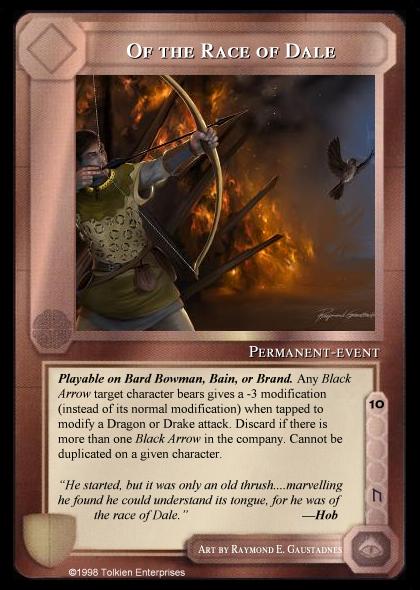 OF THE RACE OF DALE
PERMANENT-EVENT
Playable on Bard Bowman, Bain, or Brand. Any Black
Arrow target character bears gives a -3 modification
(instead of its normal modification) when tapped to
modify a Dragon or Drake attack. Discard if there is
more than one Black Arrow in the company. Cannot be
duplicated on a given character.
“He started, but it was only an old thrush....marvelling
he found he could understand its tongue, for he was of
the race of Dale.” —Hob
10
ART BY RAYMOND E. GAUSTADNES
©1998 Tolkien Enterprises